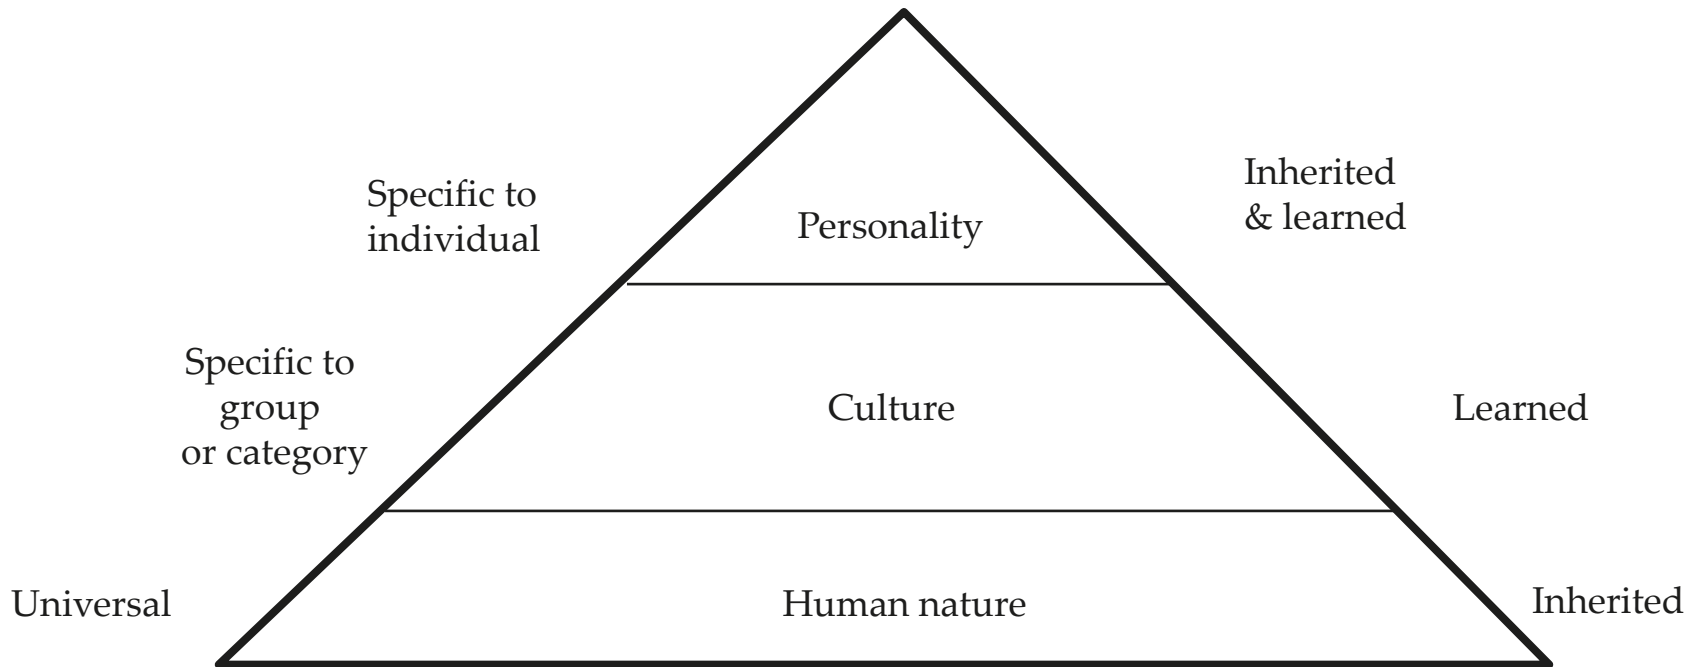 Specific to
individual
Personality
Inherited
& learned
Specific to
group
or category
Culture
Learned
Universal
Human nature
Inherited